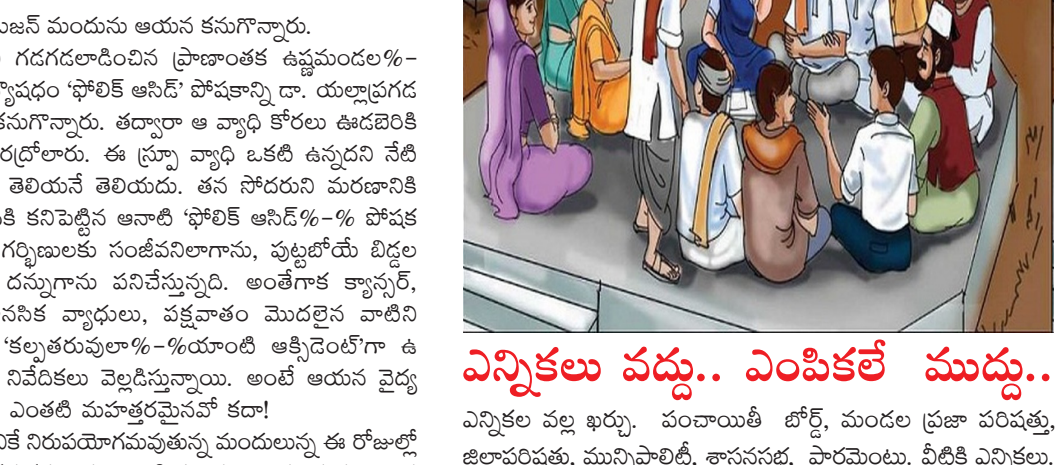 మందును ఆయన కనుగొన్నారు.
గడగడలాడించిన ప్రాణాంతక ఉష్ణమండల%–
‘ఫోలిక్ ఆసిడ్’ పోషకాన్ని డా. యల్లాప్రగడ
కనుగొన్నారు. తద్వారా ఆ వ్యాధి కోరలు ఊడబెరికి
ఈ స్ప్రూ వ్యాధి ఒకటి ఉన్నదని నేటి
తెలియనే తెలియదు. తన సోదరుని మరణానికి
కనిపెట్టిన ఆనాటి ‘ఫోలిక్ ఆసిడ్%–% పోషక
గర్భిణులకు సంజీవనిలాగాను, పుట్టబోయే బిడ్డల
దన్నుగాను పనిచేస్తున్నది. అంతేగాక క్యాన్సర్,
వ్యాధులు, పక్షవాతం మొదలైన వాటిని
‘కల్పతరువులా%–%యాంటి ఆక్సిడెంట్’గా ఉ
నివేదికలు వెల్లడిస్తున్నాయి. అంటే ఆయన వైద్య
ఎంతటి మహత్తరమైనవో కదా!
నిరుపయోగమవుతున్న మందులున్న ఈ రోజుల్లో
ఎన్నికలు వద్దు.. ఎంపికలే ముద్దు..
ఎన్నికల వల్ల ఖర్చు. పంచాయితీ బోర్డ్, మండల ప్రజా పరిషత్తు,
జిల్లాపరిషత్తు, మున్సిపాలిటీ, శాసనసభ, పార్లమెంటు, వీటికి ఎన్నికలు.